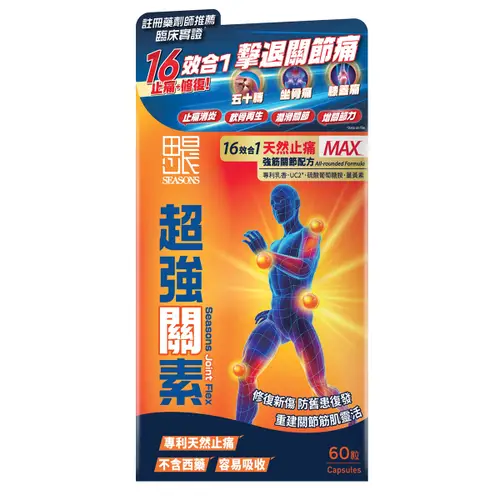 註冊藥劑師推薦
臨床實證
16效合1 擊退關節痛
止痛+修復!
五十肩
坐骨痛
膝蓋痛
止痛消炎
軟骨再生
潤滑關節
增關節力
16效合1 天然止痛 MAX
強筋關節配方 All-rounded Formula
專利乳香·UC2·硫酸葡萄糖胺·薑黃素
SEASONS
超強關素
Seasons Joint Flex
修復新傷 防舊患復發
重建關節筋肌靈活
專利天然止痛
不含西藥
容易吸收
60粒
Capsules